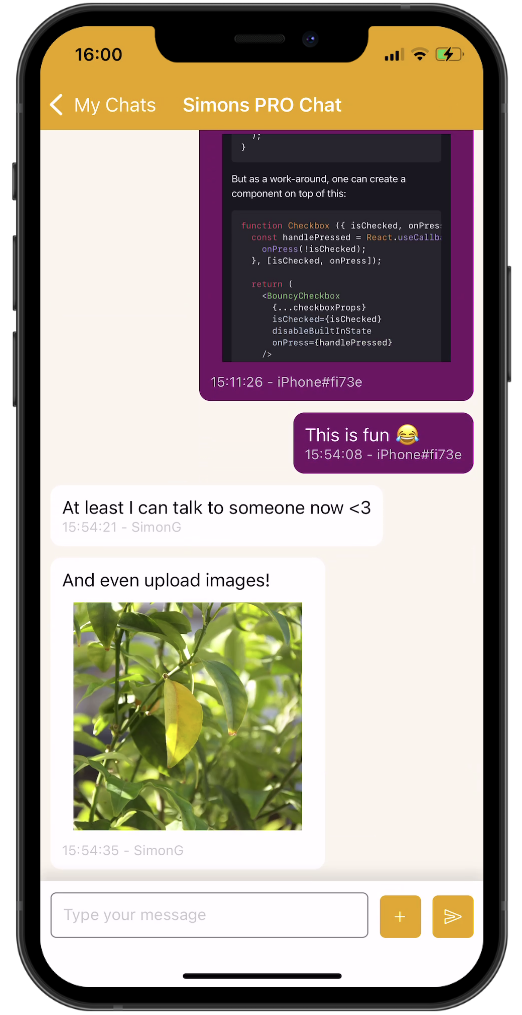 16:00
My Chats Simons PRO Chat
);
}
But as a work-around, one can create a
component on top of this:
function Checkbox ({ isChecked, onPres
const handlePressed = React.useCallb
onPress(!isChecked);
}, [isChecked, onPress]);
return (
<BouncyCheckbox
{...checkboxProps}
isChecked={isChecked}
disableBuiltInState
onPress={handlePressed}
/>
15:11:26 - iPhone#fi73e
This is fun 😂
15:54:08 - iPhone#fi73e
At least I can talk to someone now <3
15:54:21 - SimonG
And even upload images!
15:54:35 - SimonG
Type your message
+